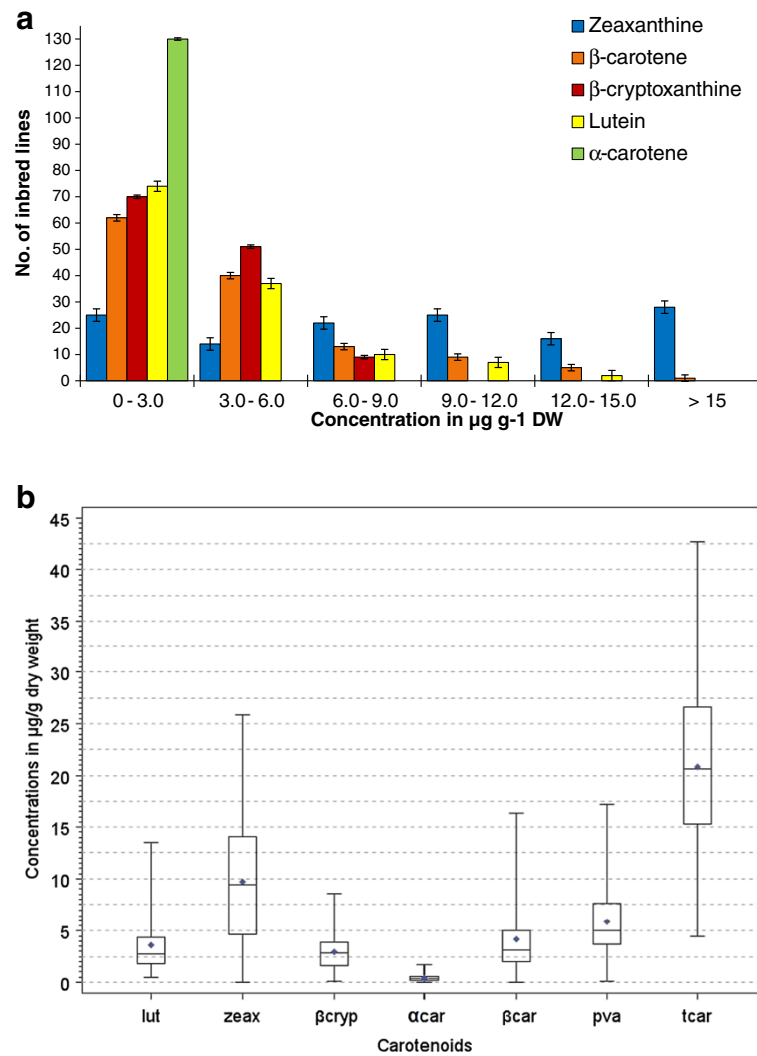 a
No. of inbred lines
130
120
110
100
90
80
70
60
50
40
30
20
10
0
Zeaxanthine
β-carotene
β-cryptoxanthine
Lutein
α-carotene
0 - 3.0 3.0 - 6.0 6.0 - 9.0 9.0 - 12.0 12.0 - 15.0 > 15
Concentration in µg g-1 DW
b
Concentrations in µg/g dry weight
45
40
35
30
25
20
15
10
5
0
lut zeax βcryp αcar βcar pva tcar
Carotenoids